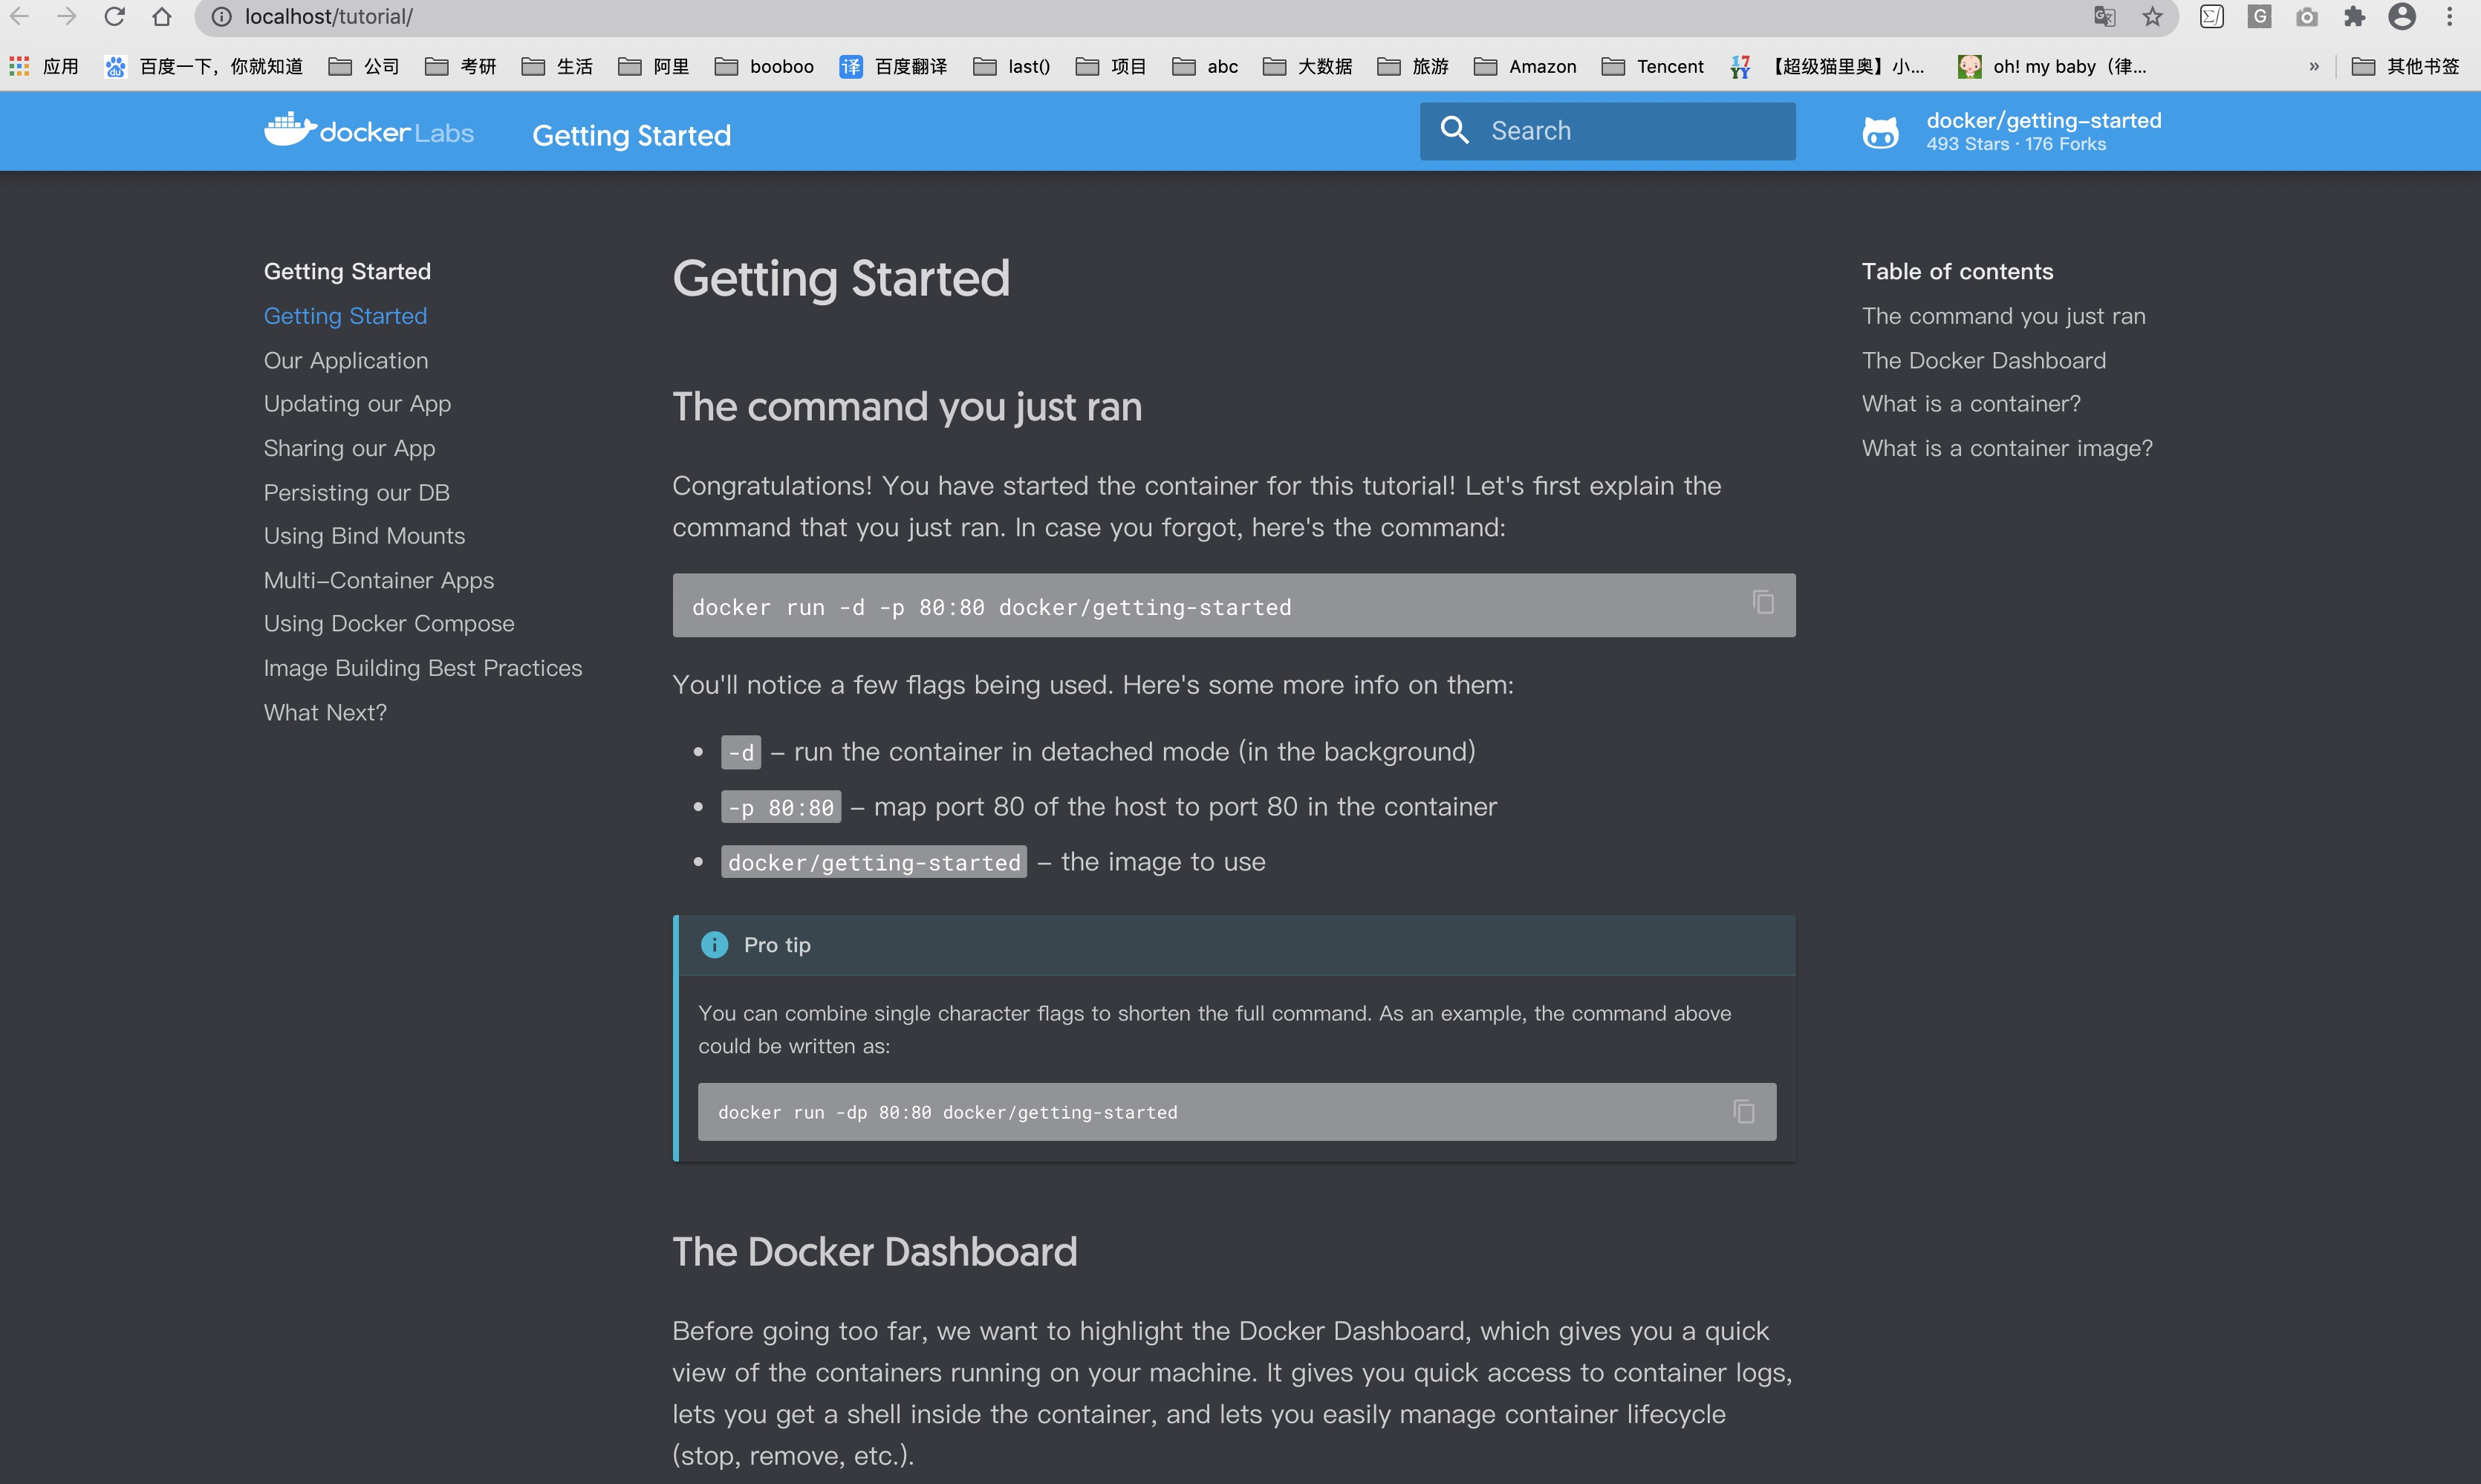 localhost/tutorial/
应用 百度一下，你就知道 公司 考研 生活 阿里 booboo 译 百度翻译 last() 项目 abc 大数据 旅游 Amazon Tencent 【超级猫里奥】小... oh! my baby（律... » 其他书签
docker Labs Getting Started Search docker/getting-started
493 Stars · 176 Forks
Getting Started
Getting Started
Our Application
Updating our App
Sharing our App
Persisting our DB
Using Bind Mounts
Multi-Container Apps
Using Docker Compose
Image Building Best Practices
What Next?
Getting Started
The command you just ran
Congratulations! You have started the container for this tutorial! Let's first explain the
command that you just ran. In case you forgot, here's the command:
docker run -d -p 80:80 docker/getting-started
You'll notice a few flags being used. Here's some more info on them:
• -d – run the container in detached mode (in the background)
• -p 80:80 – map port 80 of the host to port 80 in the container
• docker/getting-started – the image to use
Pro tip
You can combine single character flags to shorten the full command. As an example, the command above
could be written as:
docker run -dp 80:80 docker/getting-started
The Docker Dashboard
Before going too far, we want to highlight the Docker Dashboard, which gives you a quick
view of the containers running on your machine. It gives you quick access to container logs,
lets you get a shell inside the container, and lets you easily manage container lifecycle
(stop, remove, etc.).
Table of contents
The command you just ran
The Docker Dashboard
What is a container?
What is a container image?